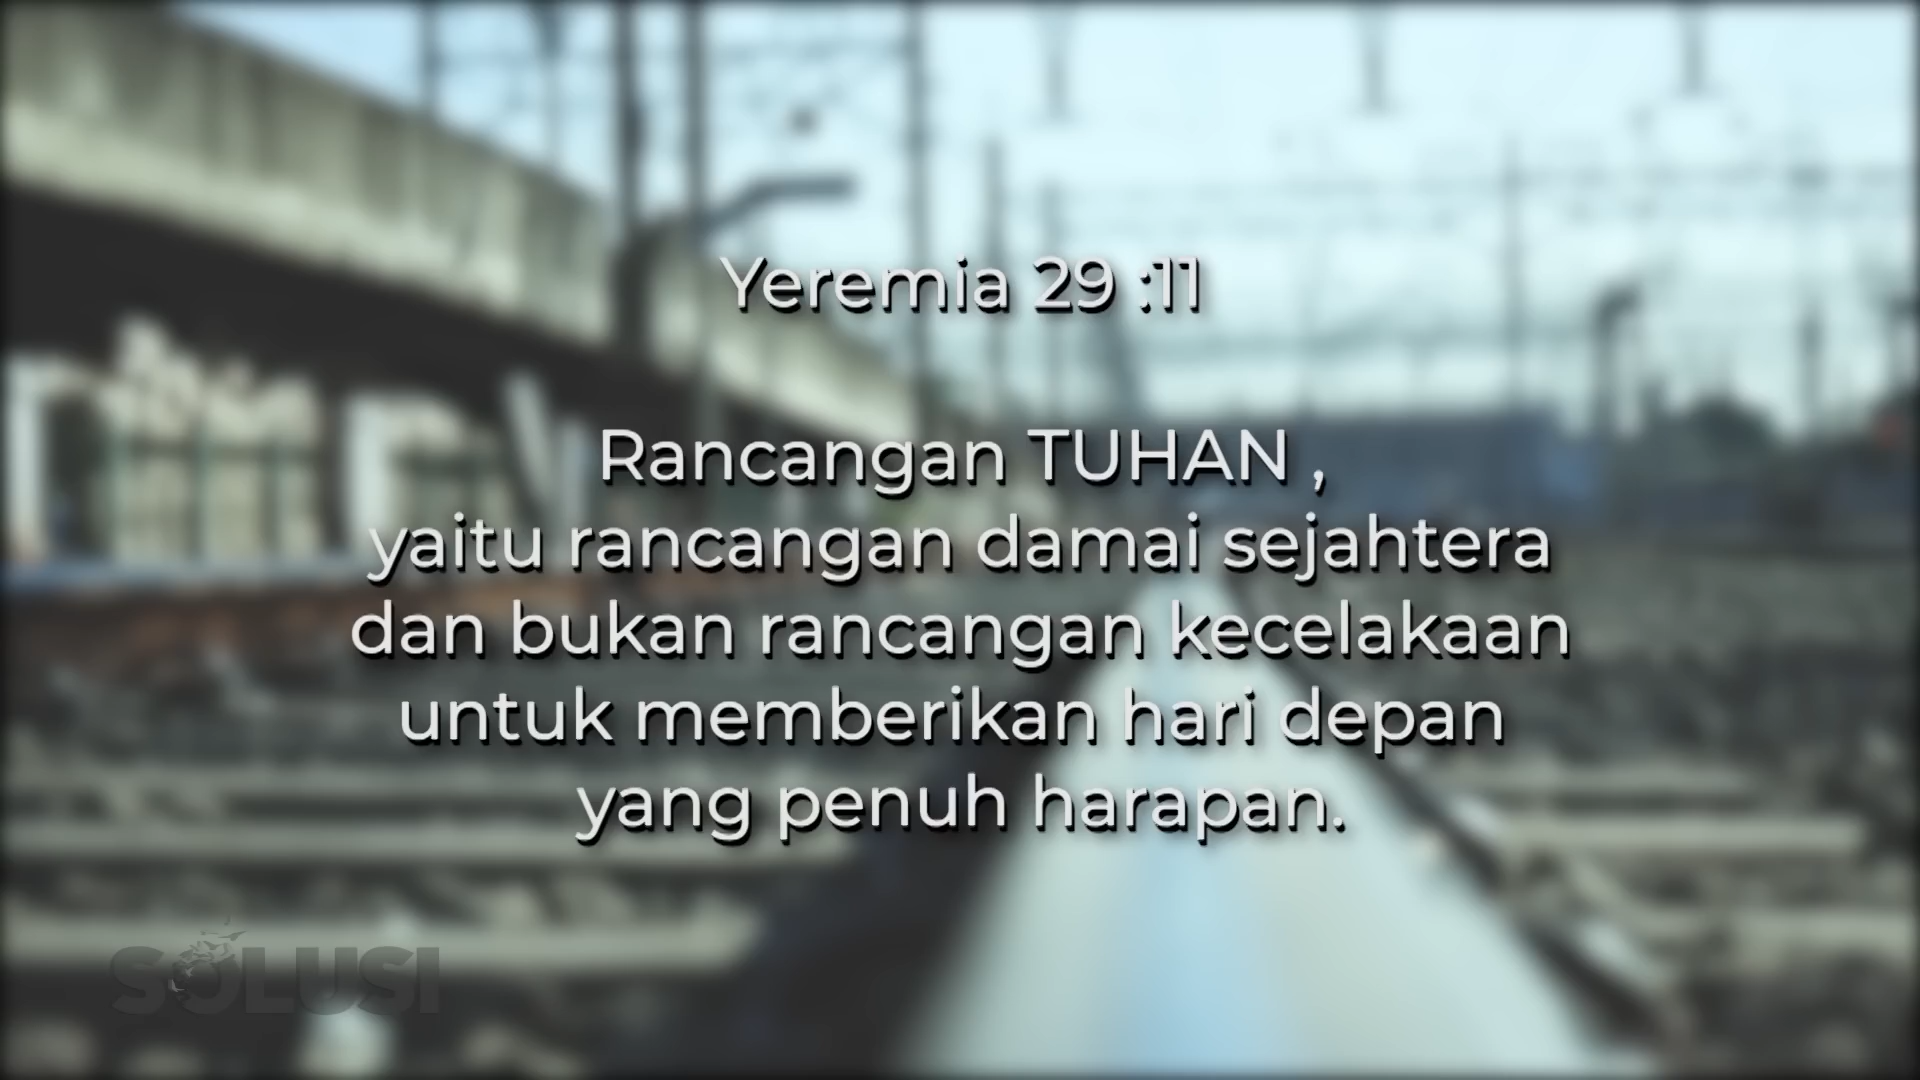 Yeremia 29 :11
Rancangan TUHAN ,
yaitu rancangan damai sejahtera
dan bukan rancangan kecelakaan
untuk memberikan hari depan
yang penuh harapan.
SOLUSI